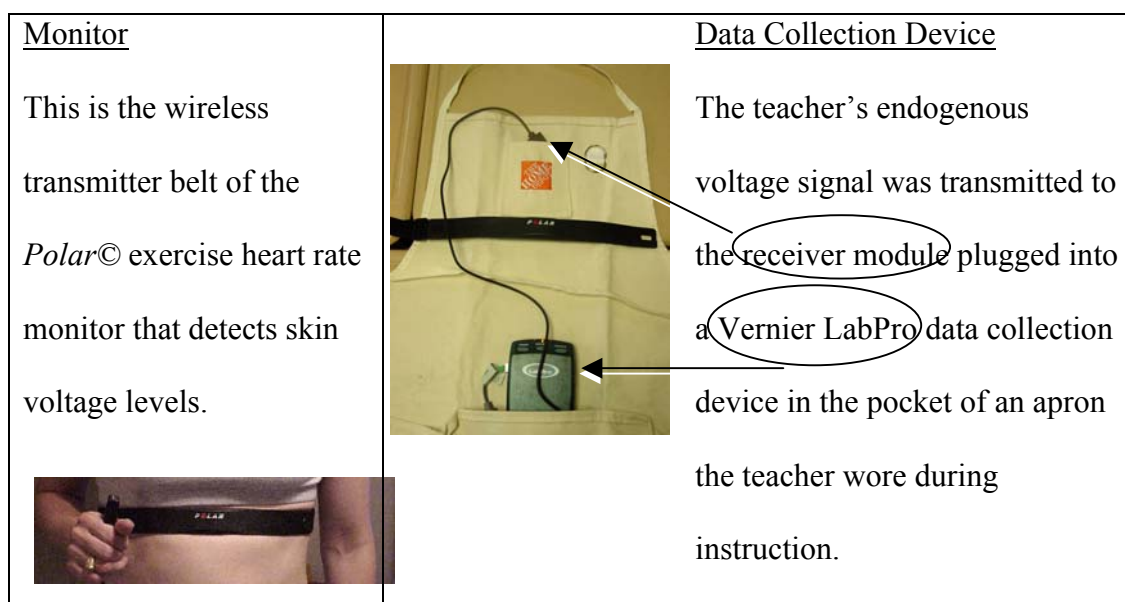 Monitor
This is the wireless
transmitter belt of the
Polar© exercise heart rate
monitor that detects skin
voltage levels.
POLAR
POLAR
LabPro
Data Collection Device
The teacher’s endogenous
voltage signal was transmitted to
the receiver module plugged into
a Vernier LabPro data collection
device in the pocket of an apron
the teacher wore during
instruction.